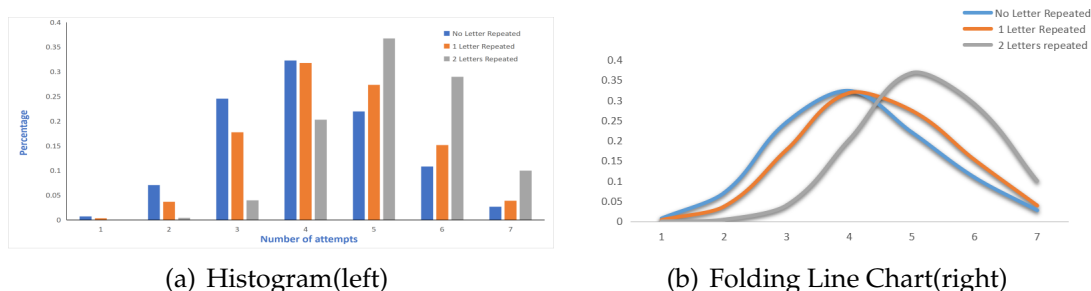 0.4
0.35
0.3
0.25
0.2
0.15
0.1
0.05
0
Percentage
No Letter Repeated
1 Letter Repeated
2 Letters Repeated
1 2 3 4 5 6 7
Number of attempts
(a) Histogram(left)
No Letter Repeated
1 Letter Repeated
2 Letters repeated
0.4
0.35
0.3
0.25
0.2
0.15
0.1
0.05
0
1 2 3 4 5 6 7
(b) Folding Line Chart(right)